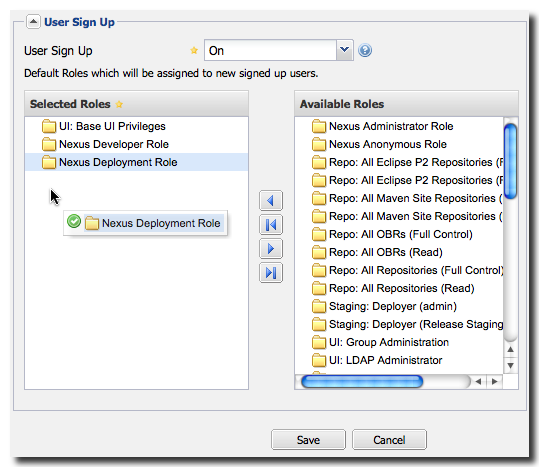 User Sign Up
User Sign Up
On
Default Roles which will be assigned to new signed up users.
Selected Roles
UI: Base UI Privileges
Nexus Developer Role
Nexus Deployment Role
Nexus Deployment Role
Available Roles
Nexus Administrator Role
Nexus Anonymous Role
Repo: All Eclipse P2 Repositories (F
Repo: All Eclipse P2 Repositories (
Repo: All Maven Site Repositories (
Repo: All Maven Site Repositories (
Repo: All OBRs (Full Control)
Repo: All OBRs (Read)
Repo: All Repositories (Full Control)
Repo: All Repositories (Read)
Staging: Deployer (admin)
Staging: Deployer (Release Staging
UI: Group Administration
UI: LDAP Administrator
Save
Cancel